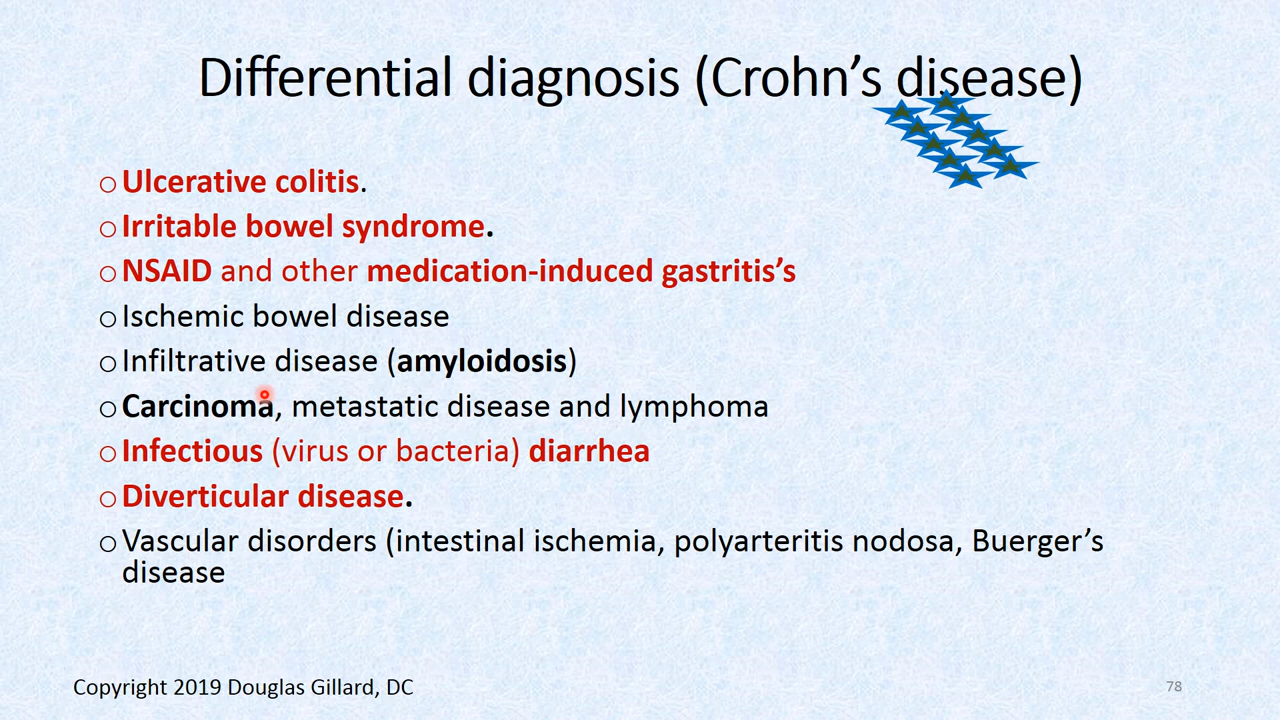 Differential diagnosis (Crohn’s disease)
○Ulcerative colitis.
○Irritable bowel syndrome.
○NSAID and other medication-induced gastritis’s
○Ischemic bowel disease
○Infiltrative disease (amyloidosis)
○Carcinoma, metastatic disease and lymphoma
○Infectious (virus or bacteria) diarrhea
○Diverticular disease.
○Vascular disorders (intestinal ischemia, polyarteritis nodosa, Buerger’s
disease
Copyright 2019 Douglas Gillard, DC
78